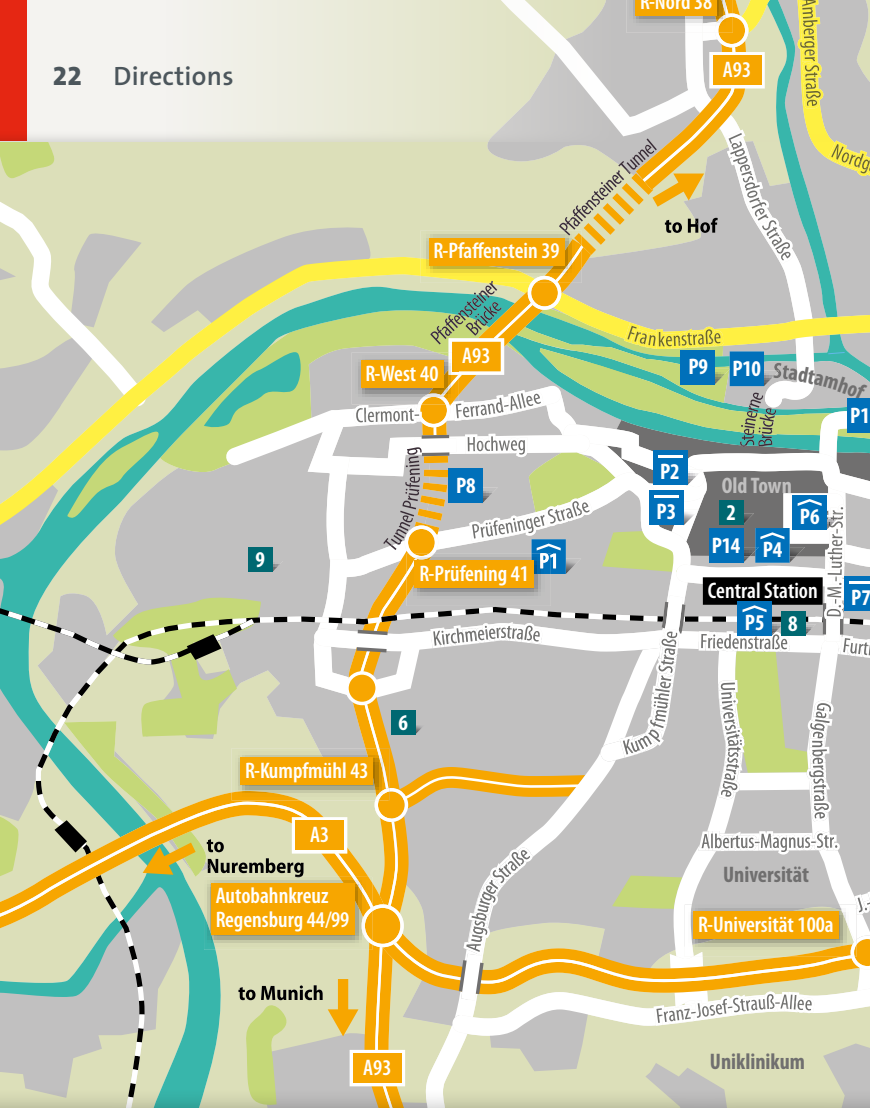 R-Nord 38
22 Directions
A93
Amberger Straße
Lappersdorfer Straße
Pfaffensteiner Tunnel
to Hof
R-Pfaffenstein 39
Pfaffensteiner
Brücke
Frankenstraße
A93
P9
P10
Stadtamhof
R-West 40
Steinerne
Brücke
Clermont-
Ferrand-Allee
Hochweg
P2
P8
Old Town
P3
2
P6
Tunnel Prüfening
Prüfeninger Straße
D.-M.-Luther-Str.
P14
P4
9
P1
R-Prüfening 41
Central Station
P7
P5
8
Kirchmeierstraße
Friedenstraße
Kumpfmühler Straße
Universitätsstraße
Galgenbergstraße
6
R-Kumpfmühl 43
A3
to
Nuremberg
Albertus-Magnus-Str.
Universität
Augsburger Straße
Autobahnkreuz
Regensburg 44/99
R-Universität 100a
to Munich
Franz-Josef-Strauß-Allee
A93
Uniklinikum